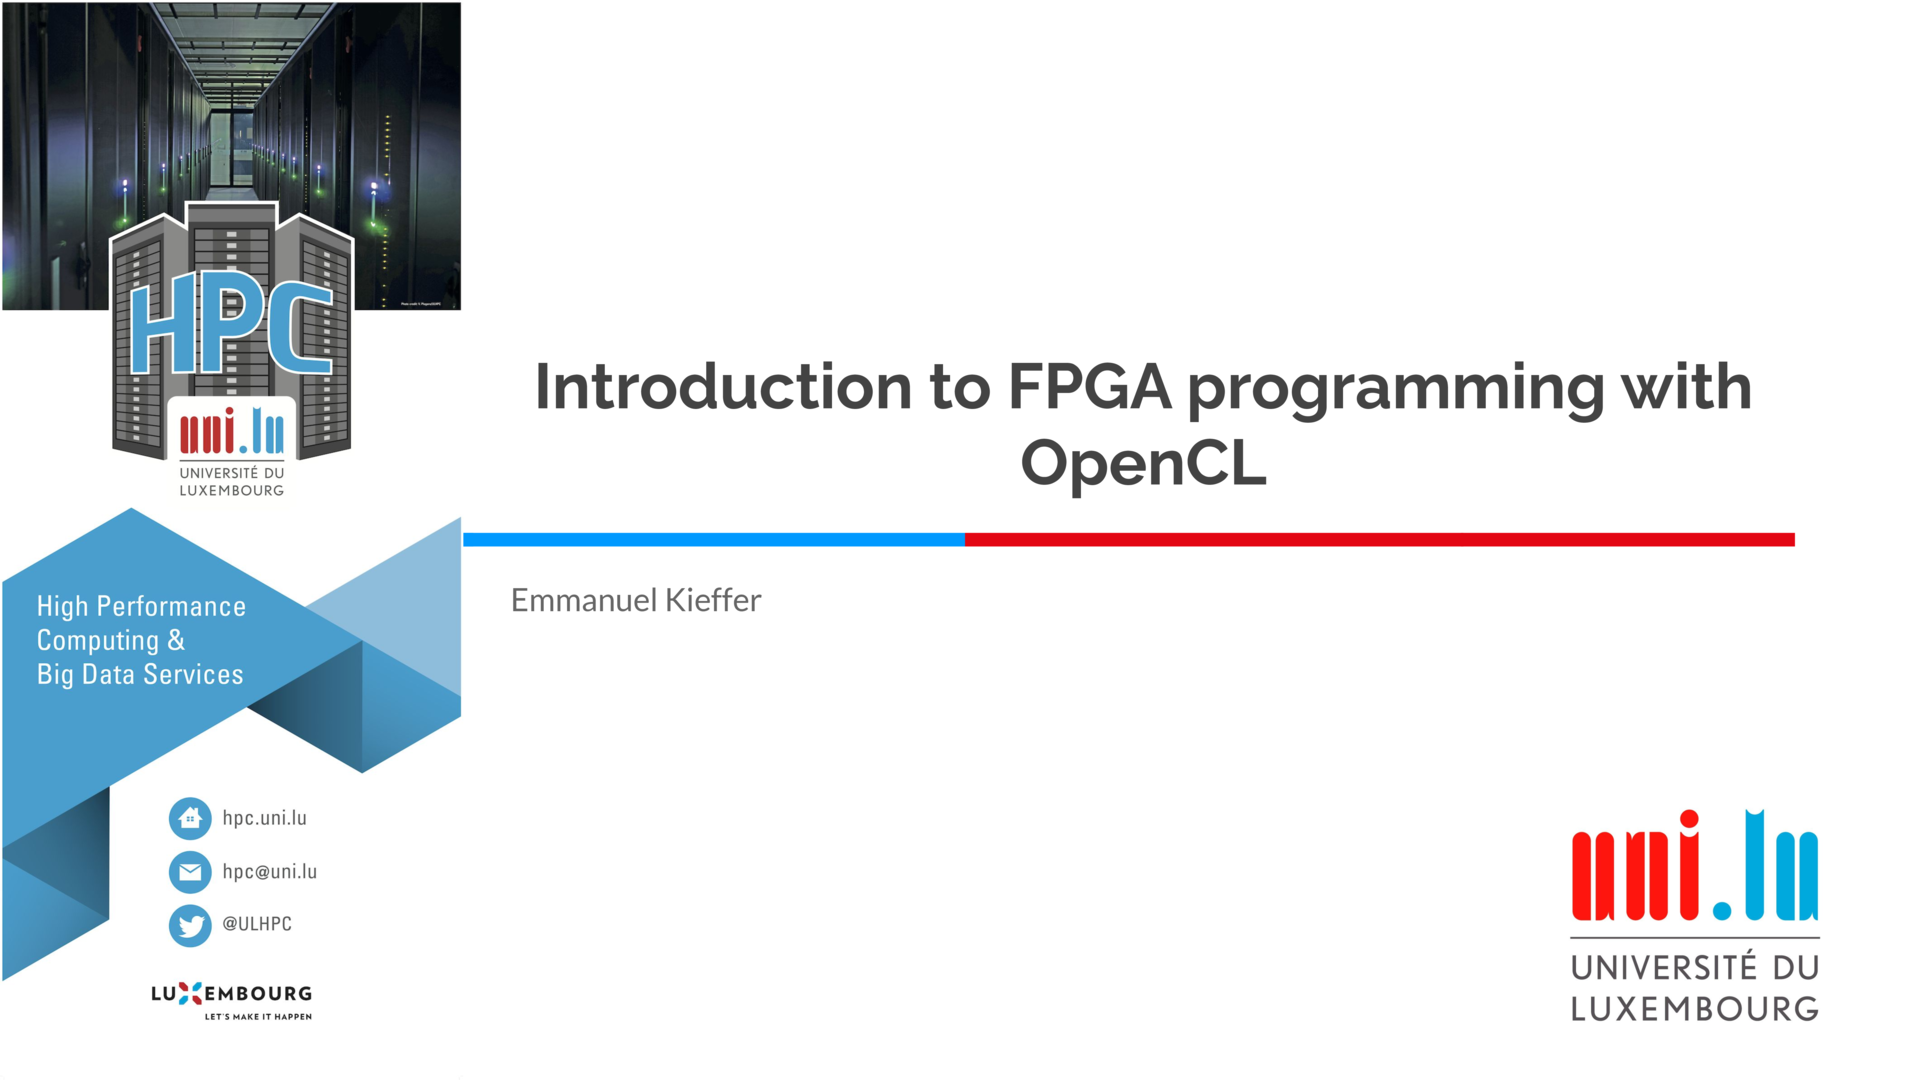 HPC
uni.lu
UNIVERSITÉ DU
LUXEMBOURG
Introduction to FPGA programming with
OpenCL
Emmanuel Kieffer
High Performance
Computing &
Big Data Services
hpc.uni.lu
hpc@uni.lu
@ULHPC
LUXEMBOURG
LET'S MAKE IT HAPPEN
uni.lu
UNIVERSITÉ DU
LUXEMBOURG